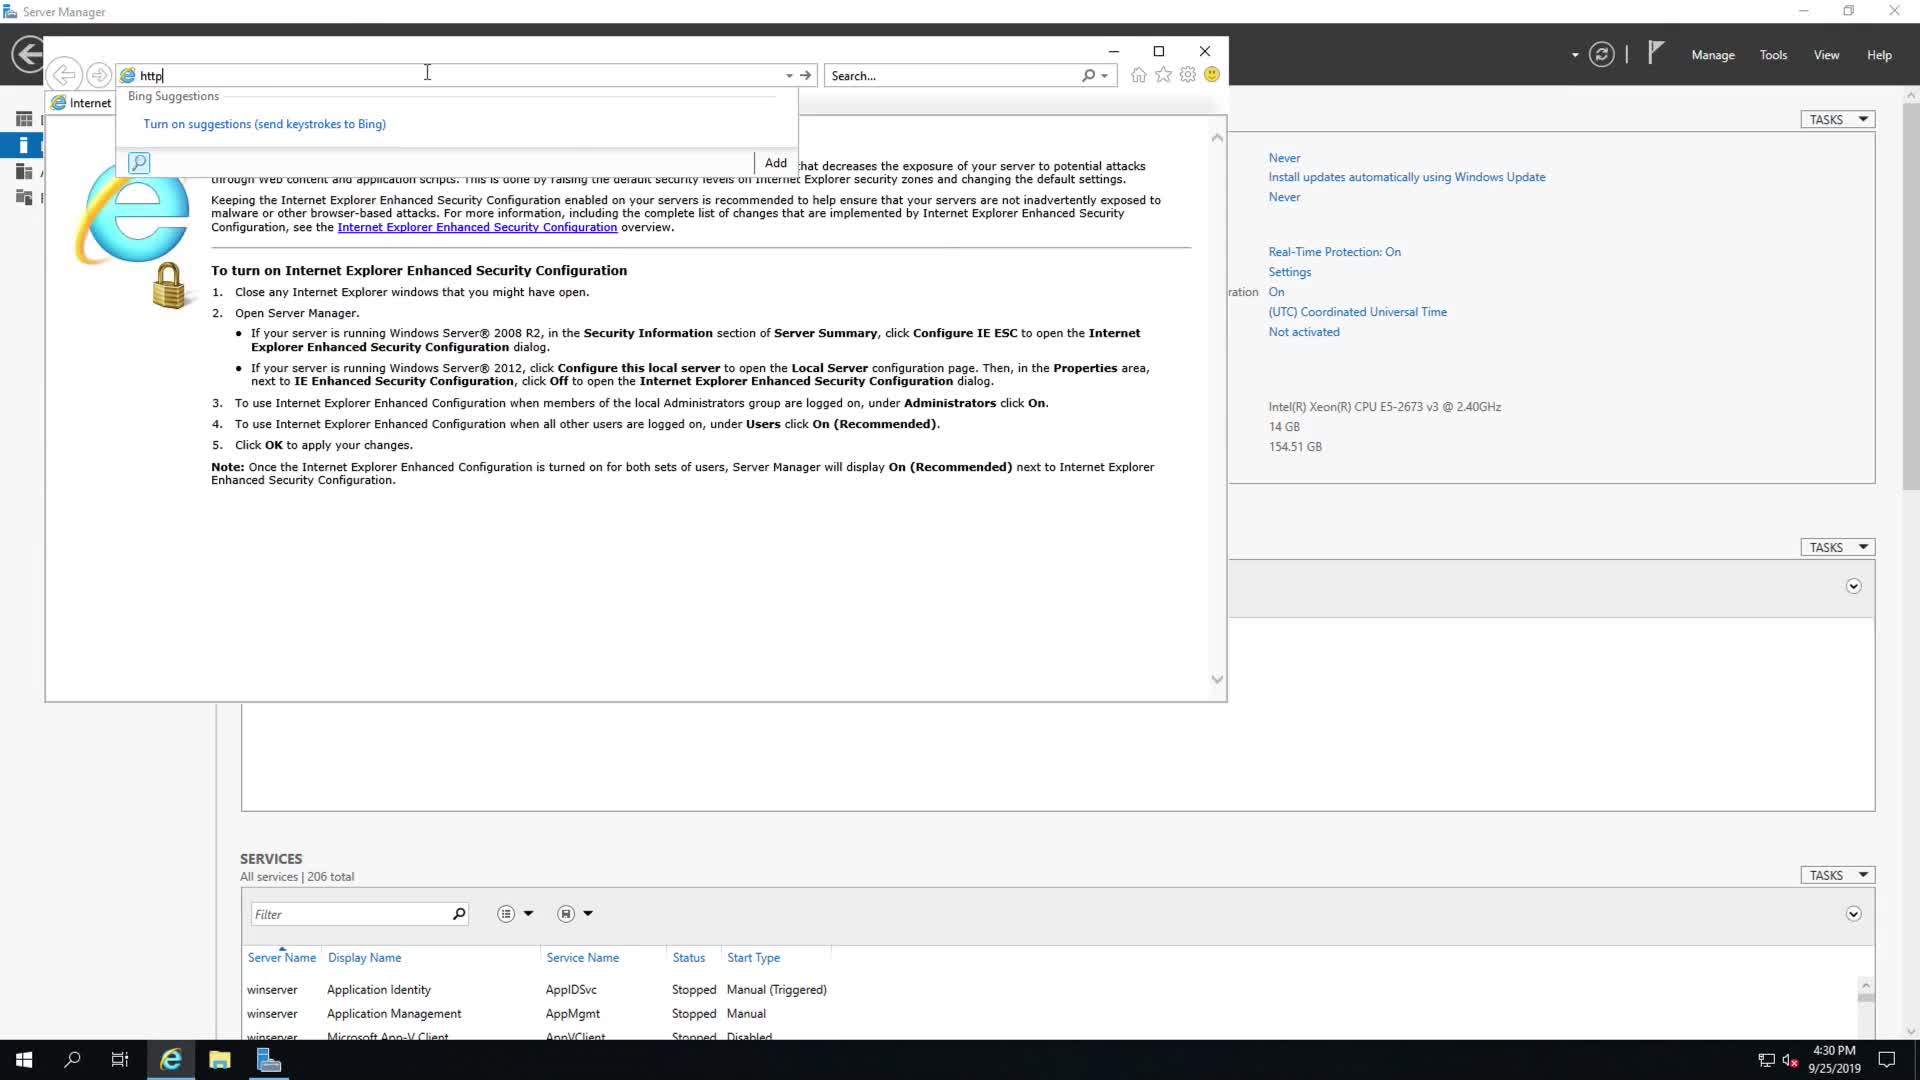 Server Manager
Manage
Tools
View
Help
http
Search...
Internet
Bing Suggestions
Turn on suggestions (send keystrokes to Bing)
Add
that decreases the exposure of your server to potential attacks
through Web content and application scripts. This is done by raising the default security levels on Internet Explorer security zones and changing the default settings.
Keeping the Internet Explorer Enhanced Security Configuration enabled on your servers is recommended to help ensure that your servers are not inadvertently exposed to
malware or other browser-based attacks. For more information, including the complete list of changes that are implemented by Internet Explorer Enhanced Security
Configuration, see the Internet Explorer Enhanced Security Configuration overview.
To turn on Internet Explorer Enhanced Security Configuration
1. Close any Internet Explorer windows that you might have open.
2. Open Server Manager.
• If your server is running Windows Server® 2008 R2, in the Security Information section of Server Summary, click Configure IE ESC to open the Internet
Explorer Enhanced Security Configuration dialog.
• If your server is running Windows Server® 2012, click Configure this local server to open the Local Server configuration page. Then, in the Properties area,
next to IE Enhanced Security Configuration, click Off to open the Internet Explorer Enhanced Security Configuration dialog.
3. To use Internet Explorer Enhanced Configuration when members of the local Administrators group are logged on, under Administrators click On.
4. To use Internet Explorer Enhanced Configuration when all other users are logged on, under Users click On (Recommended).
5. Click OK to apply your changes.
Note: Once the Internet Explorer Enhanced Configuration is turned on for both sets of users, Server Manager will display On (Recommended) next to Internet Explorer
Enhanced Security Configuration.
TASKS
Never
Install updates automatically using Windows Update
Never
Real-Time Protection: On
Settings
ration On
(UTC) Coordinated Universal Time
Not activated
Intel(R) Xeon(R) CPU E5-2673 v3 @ 2.40GHz
14 GB
154.51 GB
TASKS
SERVICES
All services | 206 total
TASKS
Filter
Server Name Display Name Service Name Status Start Type
winserver Application Identity AppIDSvc Stopped Manual (Triggered)
winserver Application Management AppMgmt Stopped Manual
winserver Microsoft App-V Client AppVClient Stopped Disabled
4:30 PM
9/25/2019